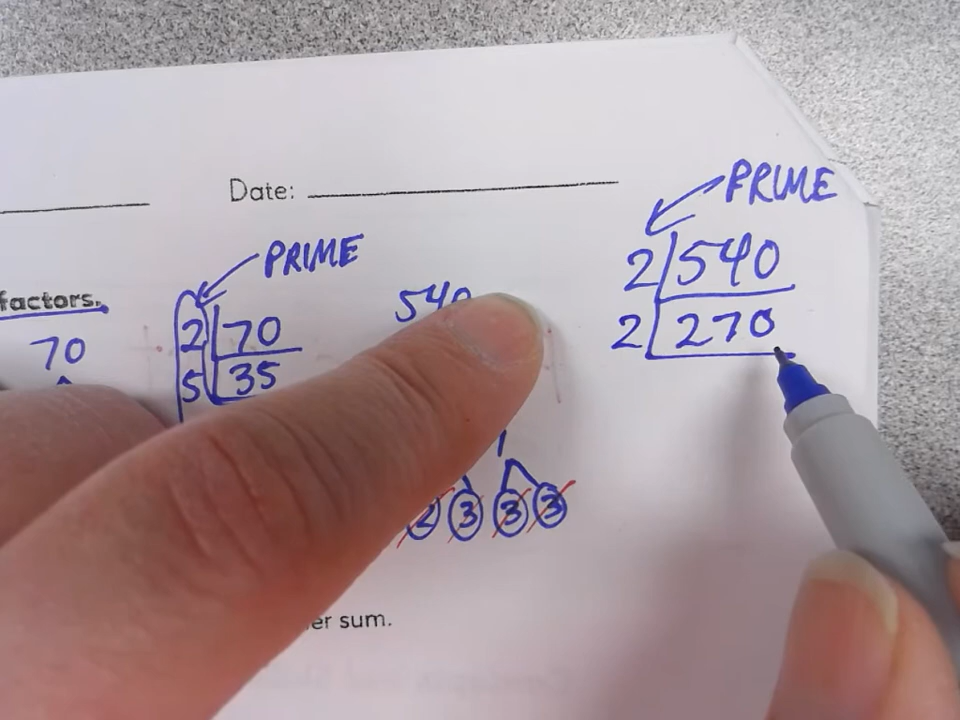 Date:
PRIME
2 540
2 270
PRIME
factors.
70
2 70
5 35
540
2 3 3 3
er sum.